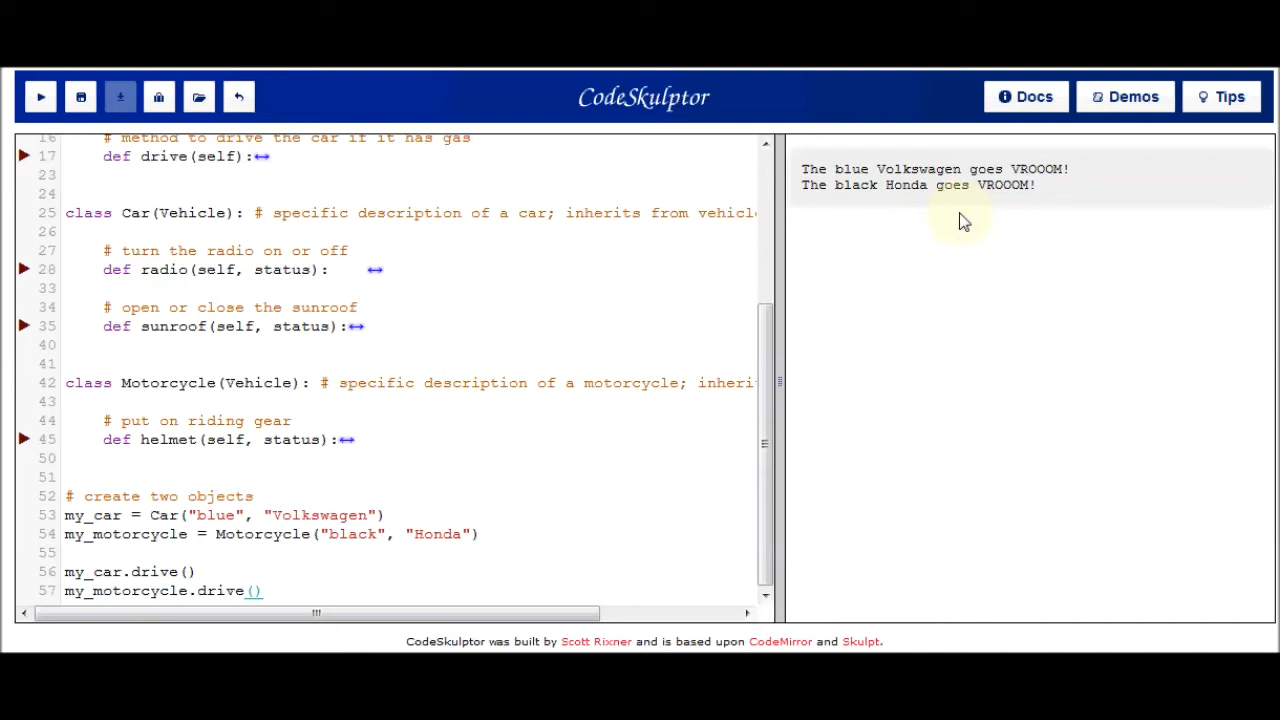 CodeSkulptor
Docs
Demos
Tips
16 # method to drive the car if it has gas
17 def drive(self):
23
24
25 class Car(Vehicle): # specific description of a car; inherits from vehicl
26
27 # turn the radio on or off
28 def radio(self, status):
33
34 # open or close the sunroof
35 def sunroof(self, status):
40
41
42 class Motorcycle(Vehicle): # specific description of a motorcycle; inheri
43
44 # put on riding gear
45 def helmet(self, status):
50
51
52 # create two objects
53 my_car = Car("blue", "Volkswagen")
54 my_motorcycle = Motorcycle("black", "Honda")
55
56 my_car.drive()
57 my_motorcycle.drive()
The blue Volkswagen goes VROOOM!
The black Honda goes VROOOM!
CodeSkulptor was built by Scott Rixner and is based upon CodeMirror and Skulpt.